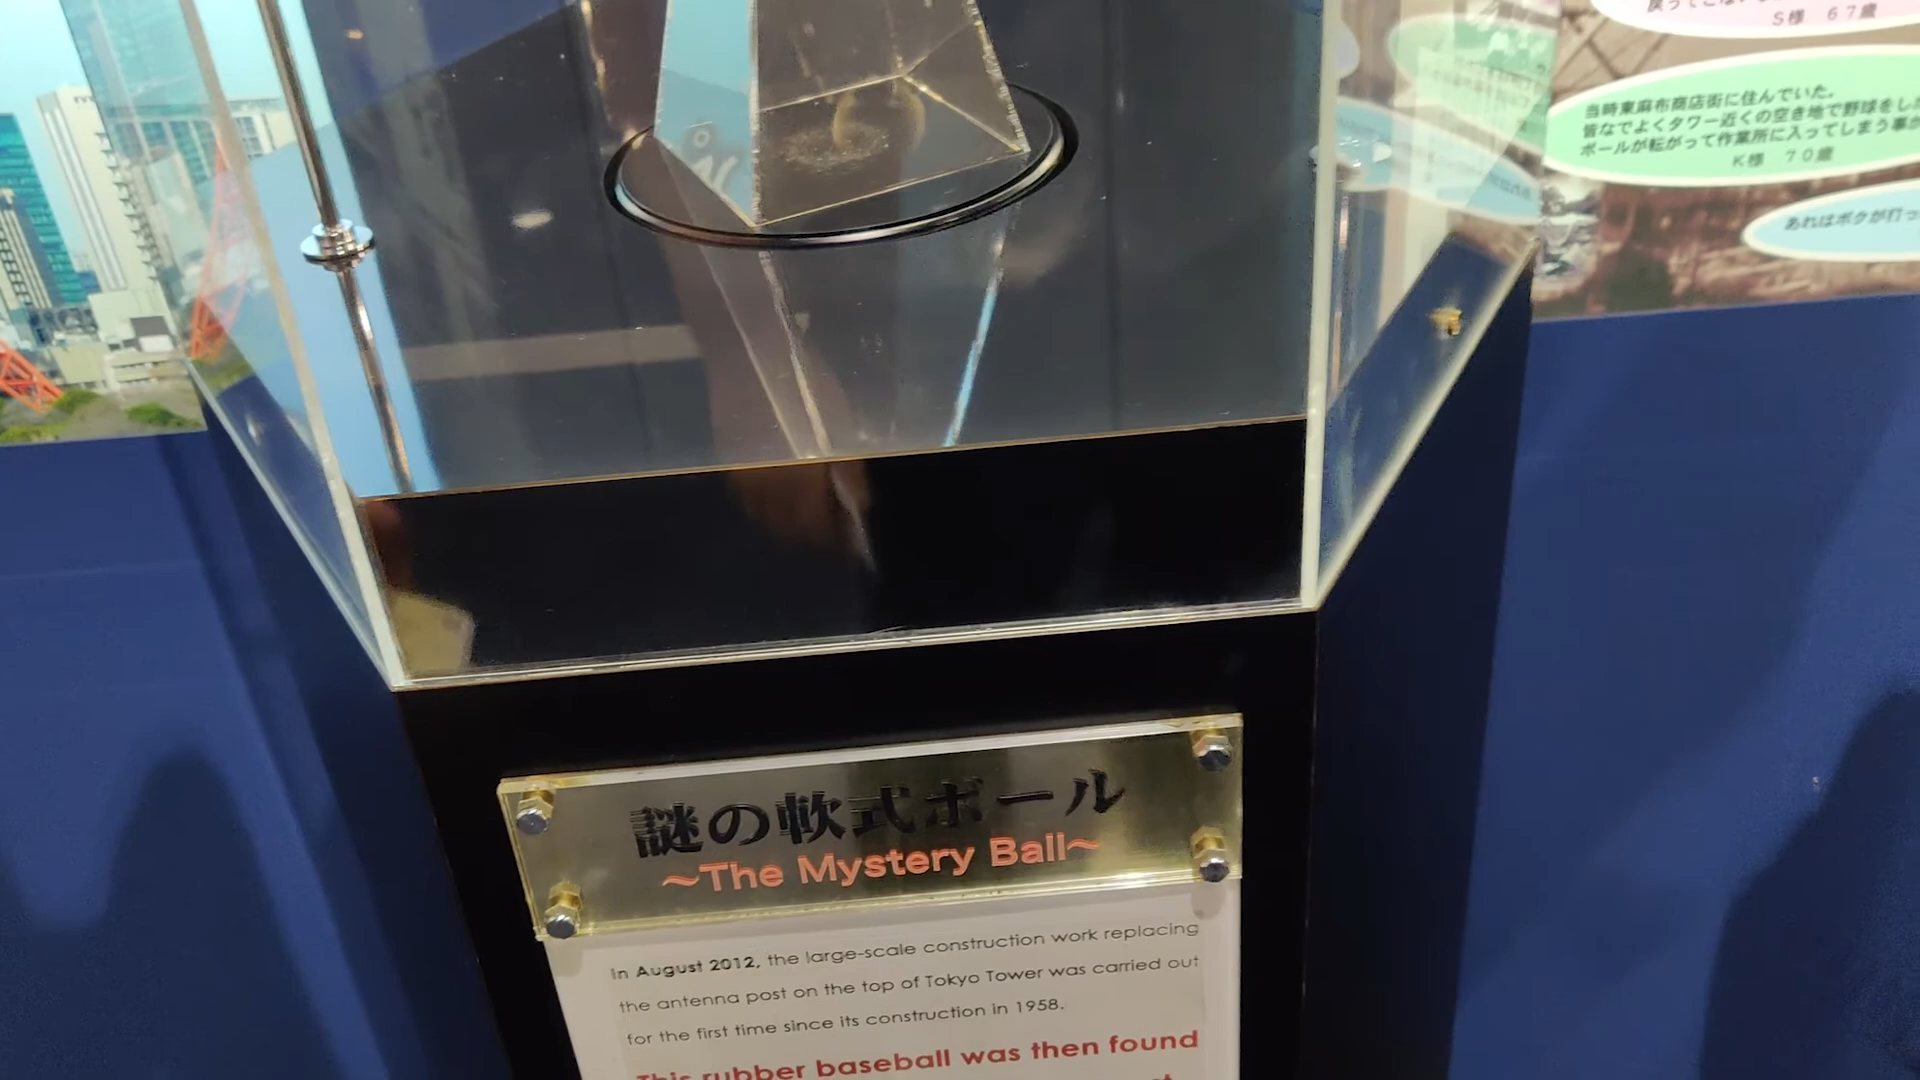 S様 67歳
当時東麻布商店街に住んでいた。
皆なでよくタワー近くの空き地で野球をし
ボールが転がって作業所に入ってしまう事が
K様 70歳
あれはボクが打っ
謎の軟式ボール
~The Mystery Ball~
In August 2012, the large-scale construction work replacing
the antenna post on the top of Tokyo Tower was carried out
for the first time since its construction in 1958.
This rubber baseball was then found